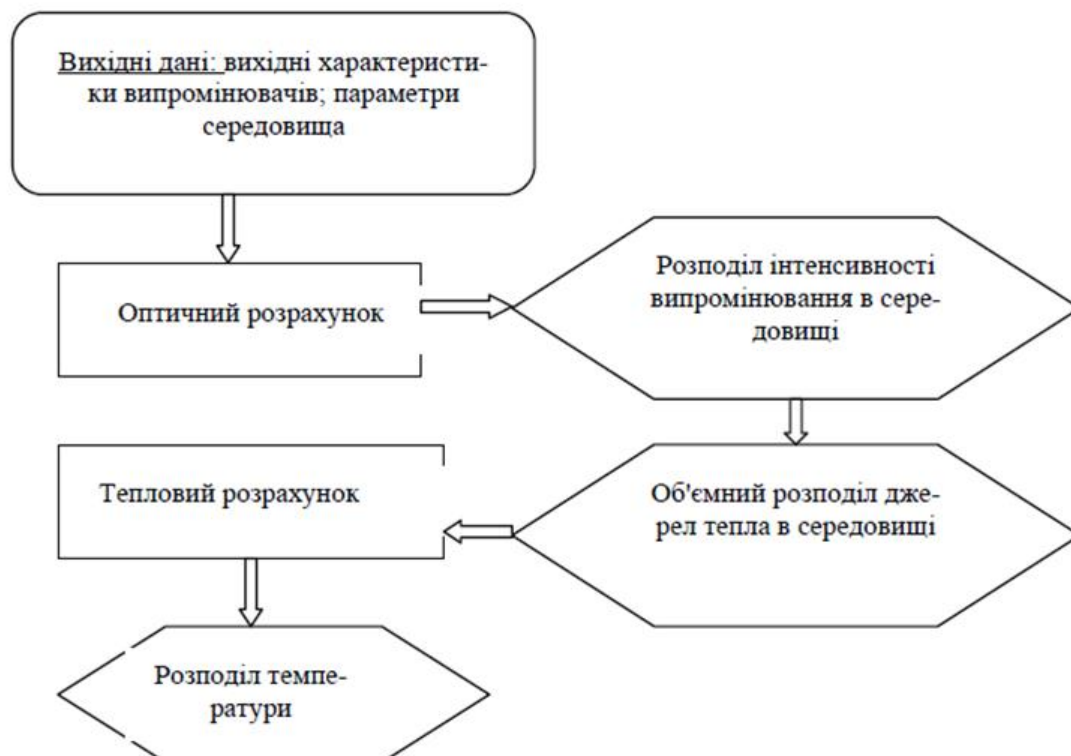 Вихідні дані: вихідні характеристи-
ки випромінювачів; параметри
середовища
Оптичний розрахунок
Розподіл інтенсивності
випромінювання в сере-
довищі
Об'ємний розподіл дже-
рел тепла в середовищі
Тепловий розрахунок
Розподіл темпе-
ратури